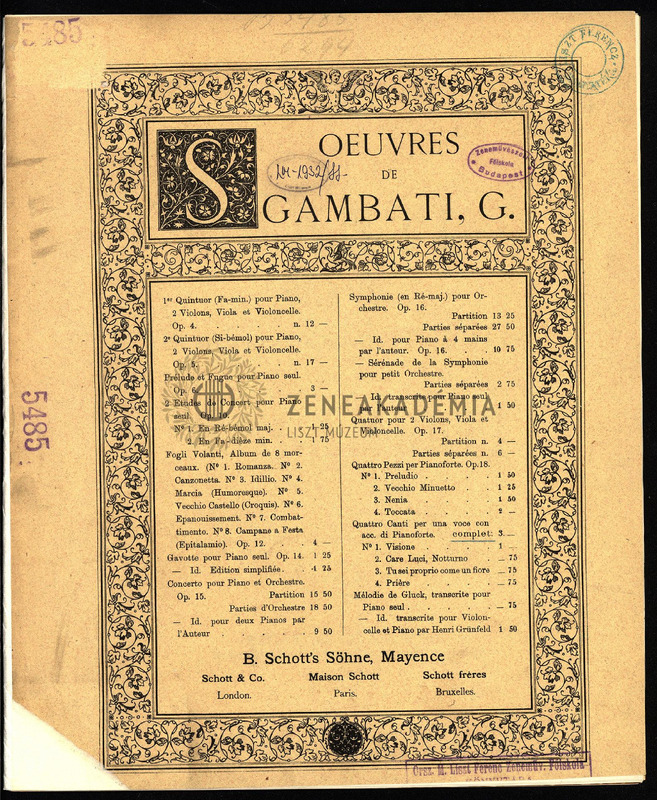 5485
LISZT FERENCZ
OEUVRES
DE
S
GAMBATI, G.
Zeneművészeti
Főiskola
Budapest
5485
1er Quintuor (Fa-min.) pour Piano,
2 Violons, Viola et Violoncelle.
Op. 4. . . . . . . n. 12 —
2e Quintuor (Si-bémol) pour Piano,
2 Violons, Viola et Violoncelle.
Op. 5. . . . . . . n. 17 —
Prélude et Fugue pour Piano seul.
Op. 6. . . . . . . 3 —
2 Etudes de Concert pour Piano
seul. Op. 10.
Nº 1. En Ré-bémol maj. . . 1 25
2. En Fa-dièze min. . . 1 75
Fogli Volanti, Album de 8 mor-
ceaux. (Nº 1. Romanza. Nº 2.
Canzonetta. Nº 3. Idillio. Nº 4.
Marcia (Humoresque). Nº 5.
Vecchio Castello (Croquis). Nº 6.
Epanouissement. Nº 7. Combat-
timento. Nº 8. Campane a Festa
(Epitalamio). Op. 12. . . . 4 —
Gavotte pour Piano seul. Op. 14. 1 25
— Id. Edition simplifiée. . . 1 25
Concerto pour Piano et Orchestre.
Op. 15. Partition 15 50
Parties d'Orchestre 18 50
— Id. pour deux Pianos par
l'Auteur . . . . . 9 50
Symphonie (en Ré-maj.) pour Or-
chestre. Op. 16.
Partition 13 25
Parties séparées 27 50
— Id. pour Piano à 4 mains
par l'auteur. Op. 16. . . 10 75
— Sérénade de la Symphonie
pour petit Orchestre.
Parties séparées 2 75
— Id. transcrite pour Piano seul
par l'auteur . . . . 1 50
Quatuor pour 2 Violons, Viola et
Violoncelle. Op. 17.
Partition n. 4 —
Parties séparées n. 6 —
Quattro Pezzi per Pianoforte. Op. 18.
Nº 1. Preludio . . . . . 1 50
2. Vecchio Minuetto . . . 1 25
3. Nenia . . . . . 1 50
4. Toccata . . . . . 2 —
Quattro Canti per una voce con
acc. di Pianoforte. complet: 3 —
Nº 1. Visione . . . . . 1 —
2. Care Luci, Notturno . . — 75
3. Tu sei proprio come un fiore — 75
4. Prière . . . . . — 75
Mélodie de Gluck, transcrite pour
Piano seul . . . . . — 75
— Id. transcrite pour Violon-
celle et Piano par Henri Grünfeld 1 50
ZENEAKADEMIA
LISZT MÚZEUM
B. Schott's Söhne, Mayence
Schott & Co. Maison Schott Schott frères
London. Paris. Bruxelles.
Orsz. M. Liszt Ferenc Zeneműv. Főiskola
KÖNYVTÁRA